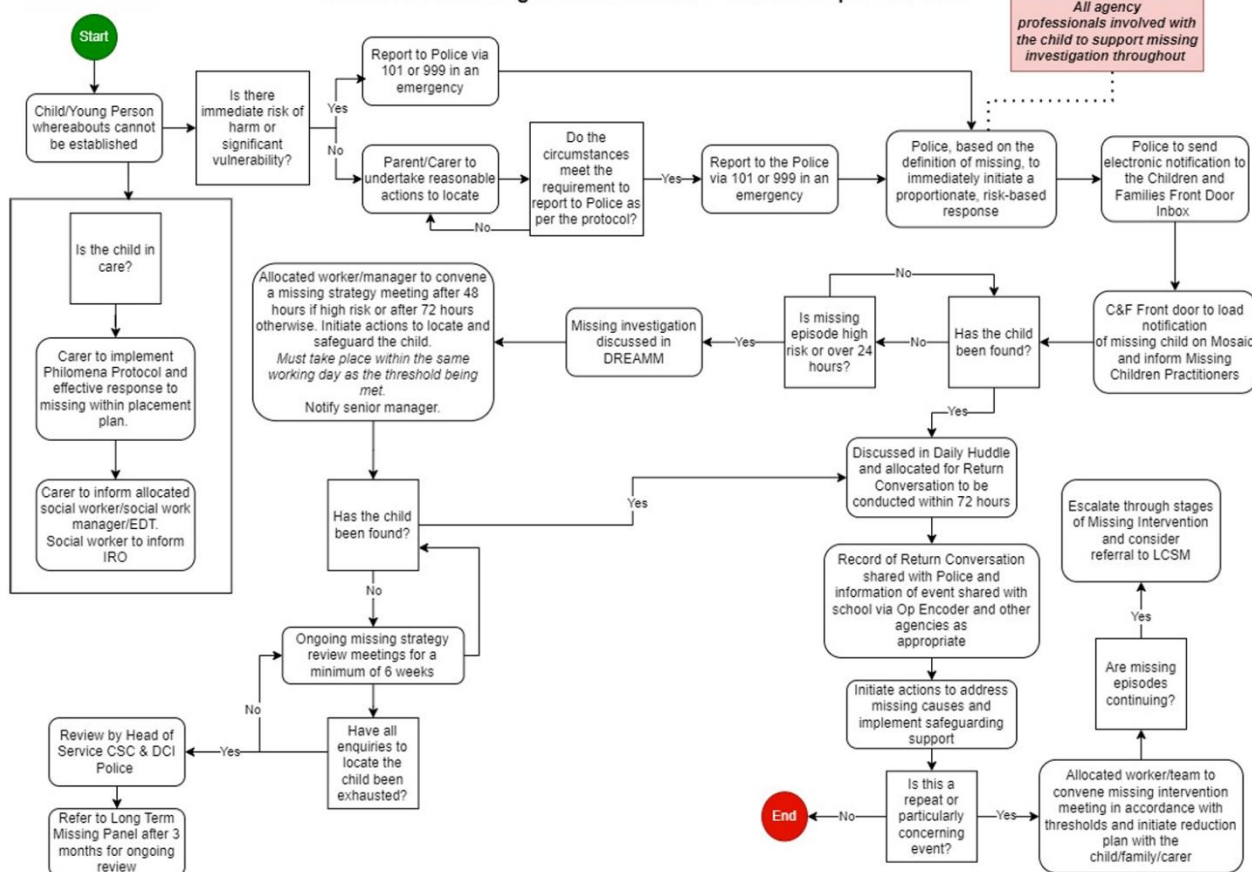 All agency
professionals involved with
the child to support missing
investigation throughout
Start
Child/Young Person
whereabouts cannot
be established
Is there
immediate risk of
harm or
significant
vulnerability?
Yes
No
Report to Police via
101 or 999 in an
emergency
Parent/Carer to
undertake reasonable
actions to locate
Do the
circumstances
meet the
requirement to
report to Police as
per the protocol?
No
Yes
Report to the Police
via 101 or 999 in an
emergency
Police, based on the
definition of missing, to
immediately initiate a
proportionate, risk-based
response
Police to send
electronic notification to
the Children and
Families Front Door
Inbox
Is the child in
care?
Carer to implement
Philomena Protocol and
effective response to
missing within placement
plan.
Carer to inform allocated
social worker/social work
manager/EDT.
Social worker to inform
IRO
C&F Front door to load
notification
of missing child on Mosaic
and inform Missing
Children Practitioners
Has the child
been found?
No
No
Is missing
episode high
risk or over 24
hours?
Yes
Missing investigation
discussed in
DREAMM
Allocated worker/manager to convene
a missing strategy meeting after 48
hours if high risk or after 72 hours
otherwise. Initiate actions to locate and
safeguard the child.
Must take place within the same
working day as the threshold being
met.
Notify senior manager.
Yes
Has the child
been found?
Yes
No
Ongoing missing strategy
review meetings for a
minimum of 6 weeks
Have all
enquiries to
locate the
child been
exhausted?
No
Yes
Review by Head of
Service CSC & DCI
Police
Refer to Long Term
Missing Panel after 3
months for ongoing
review
Discussed in Daily Huddle
and allocated for Return
Conversation to be
conducted within 72 hours
Record of Return Conversation
shared with Police and
information of event shared with
school via Op Encoder and other
agencies as
appropriate
Initiate actions to address
missing causes and
implement safeguarding
support
Is this a
repeat or
particularly
concerning
event?
No
End
Yes
Allocated worker/team to
convene missing intervention
meeting in accordance with
thresholds and initiate reduction
plan with the
child/family/carer
Are missing
episodes
continuing?
Yes
Escalate through stages
of Missing Intervention
and consider
referral to LCSM